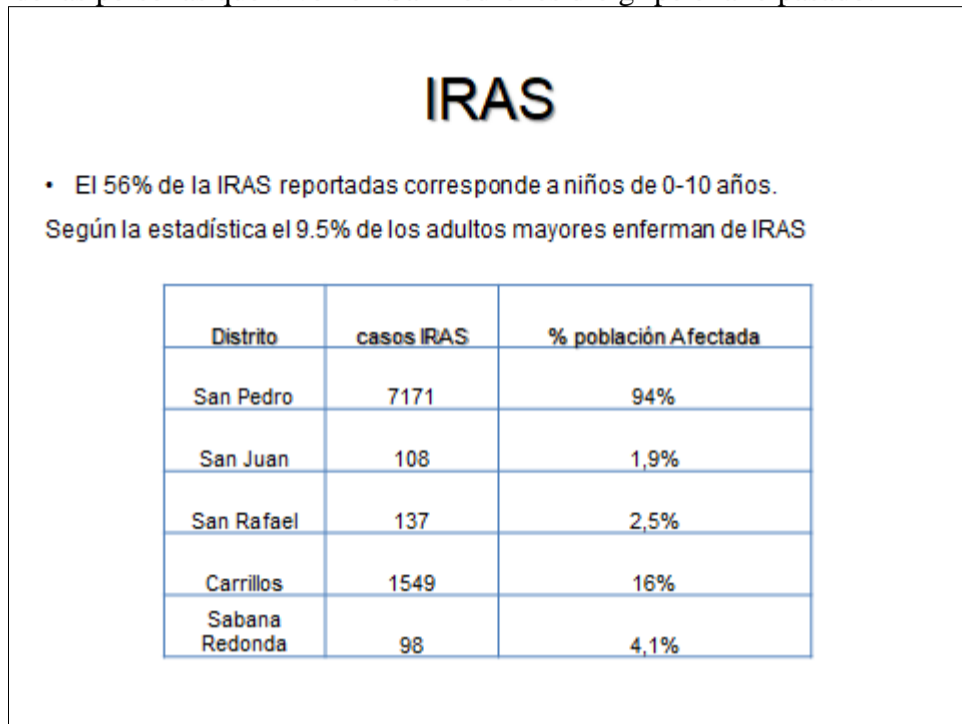 IRAS
• El 56% de la IRAS reportadas corresponde a niños de 0-10 años.
Según la estadística el 9.5% de los adultos mayores enferman de IRAS
Distrito casos IRAS % población Afectada
San Pedro 7171 94%
San Juan 108 1,9%
San Rafael 137 2,5%
Carrillos 1549 16%
Sabana
Redonda 98 4,1%